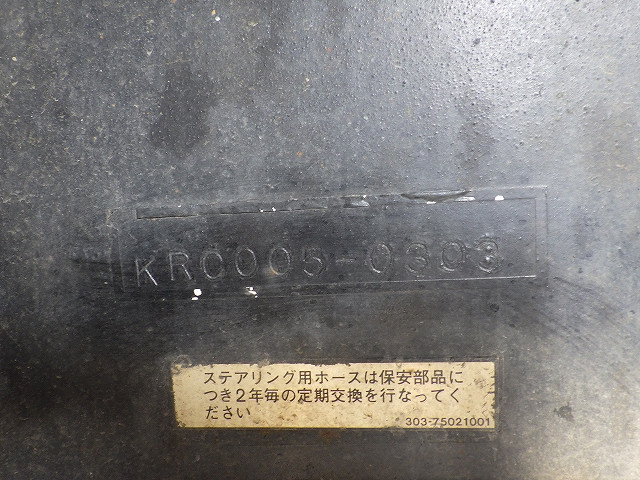 KRC005-0303
ステアリング用ホースは保安部品に
つき2年毎の定期交換を行なってく
ださい
303-75021001